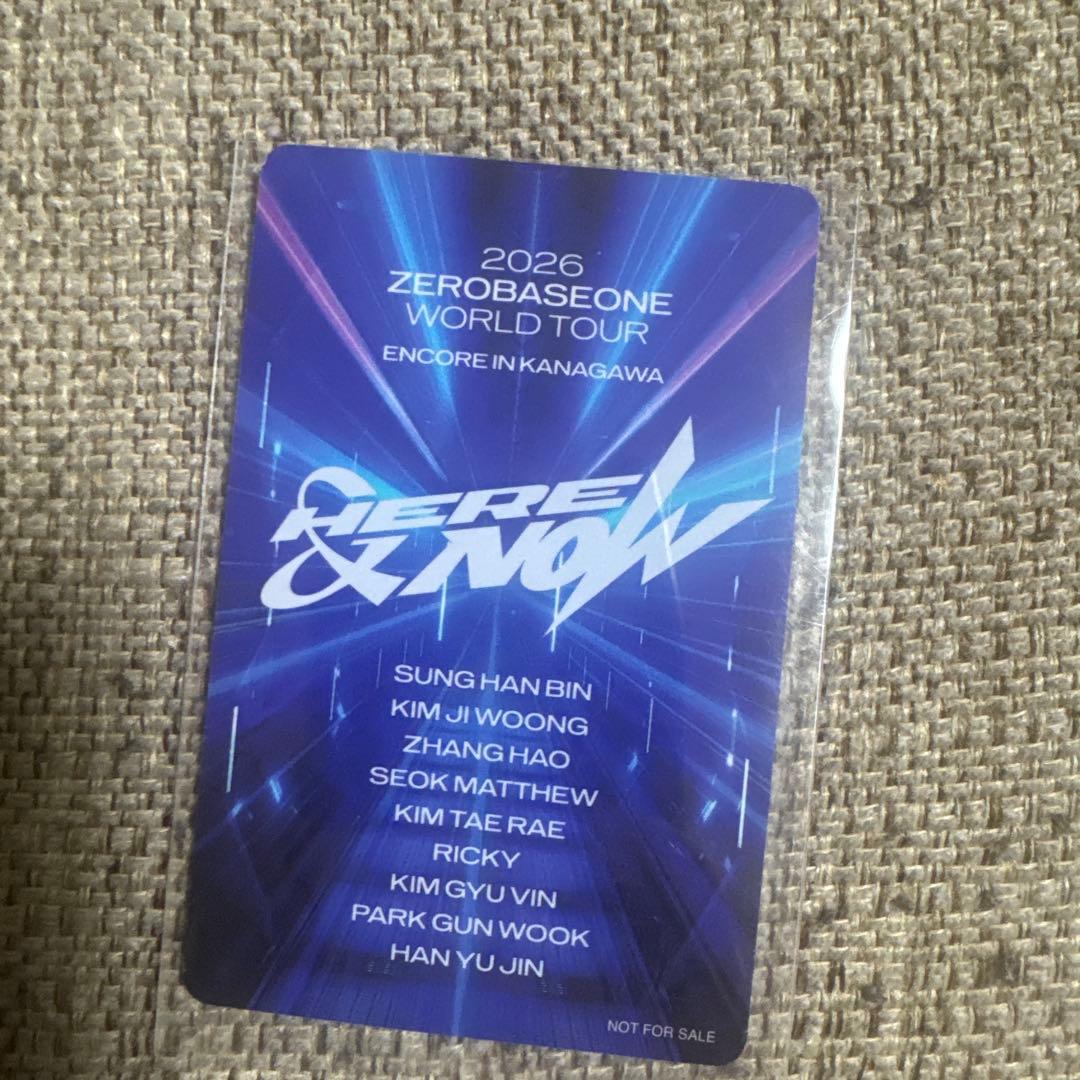 2026
ZEROBASEONE
WORLD TOUR
ENCORE IN KANAGAWA
HERE
& NOW
SUNG HAN BIN
KIM JI WOONG
ZHANG HAO
SEOK MATTHEW
KIM TAE RAE
RICKY
KIM GYU VIN
PARK GUN WOOK
HAN YU JIN
NOT FOR SALE